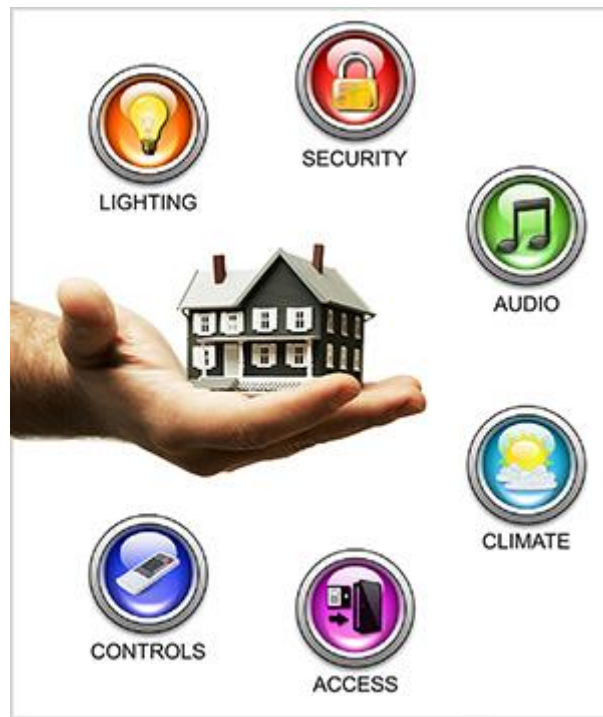 LIGHTING
SECURITY
AUDIO
CLIMATE
CONTROLS
ACCESS